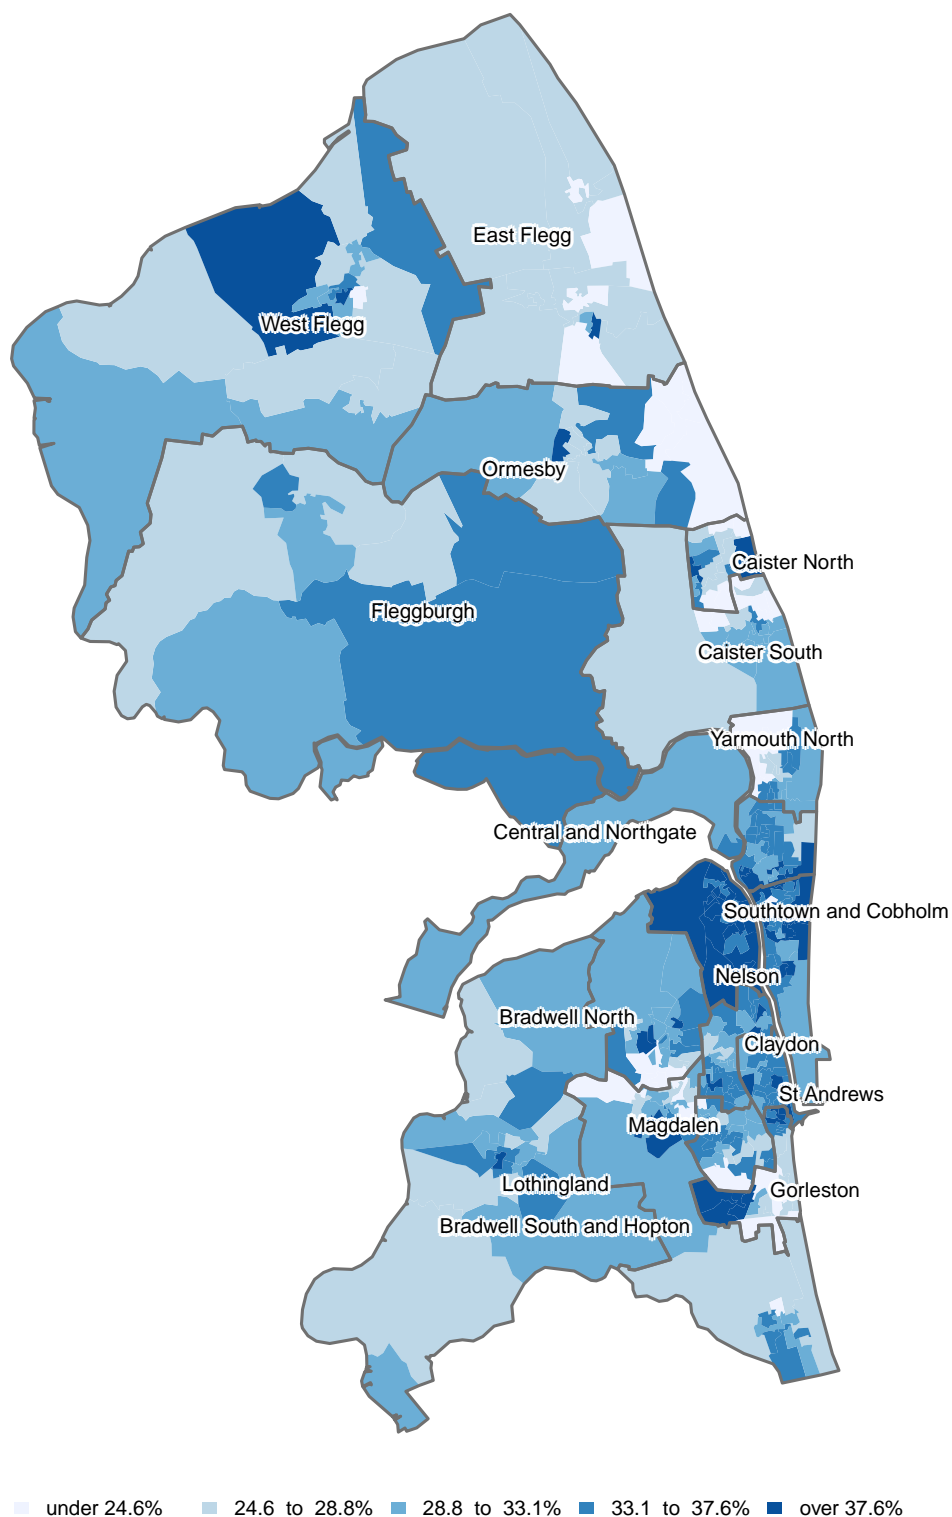 East Flegg
West Flegg
Ormesby
Caister North
Fleggburgh
Caister South
Yarmouth North
Central and Northgate
Southtown and Cobholm
Nelson
Bradwell North
Claydon
St Andrews
Magdalen
Lothingland
Gorleston
Bradwell South and Hopton
under 24.6% 24.6 to 28.8% 28.8 to 33.1% 33.1 to 37.6% over 37.6%